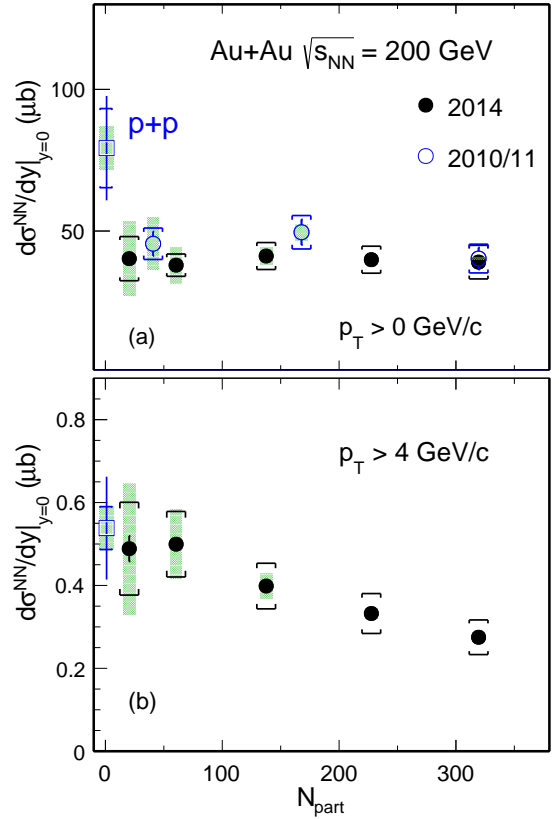 Au+Au √s_NN = 200 GeV
100
p+p
2014
2010/11
dσ^NN/dy|_y=0 (μb)
50
(a)
p_T > 0 GeV/c
0.8
p_T > 4 GeV/c
0.6
dσ^NN/dy|_y=0 (μb)
0.4
0.2
(b)
0
0 100 200 300
N_part